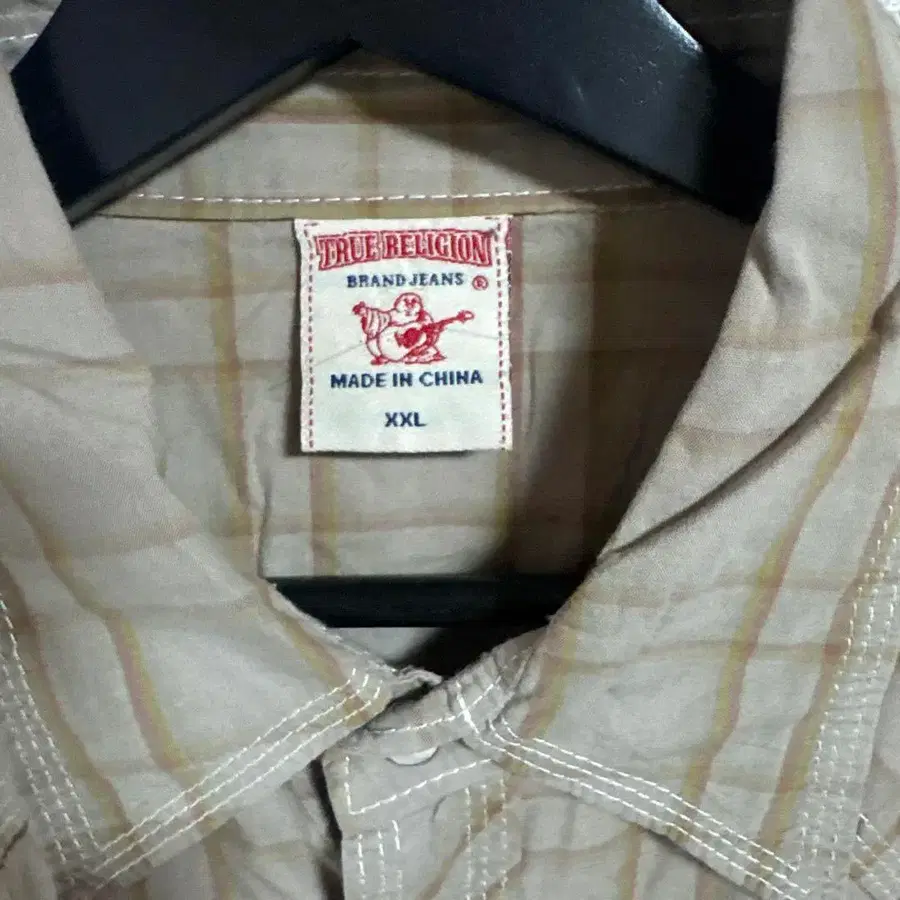 TRUE RELIGION
BRAND JEANS ®
MADE IN CHINA
XXL